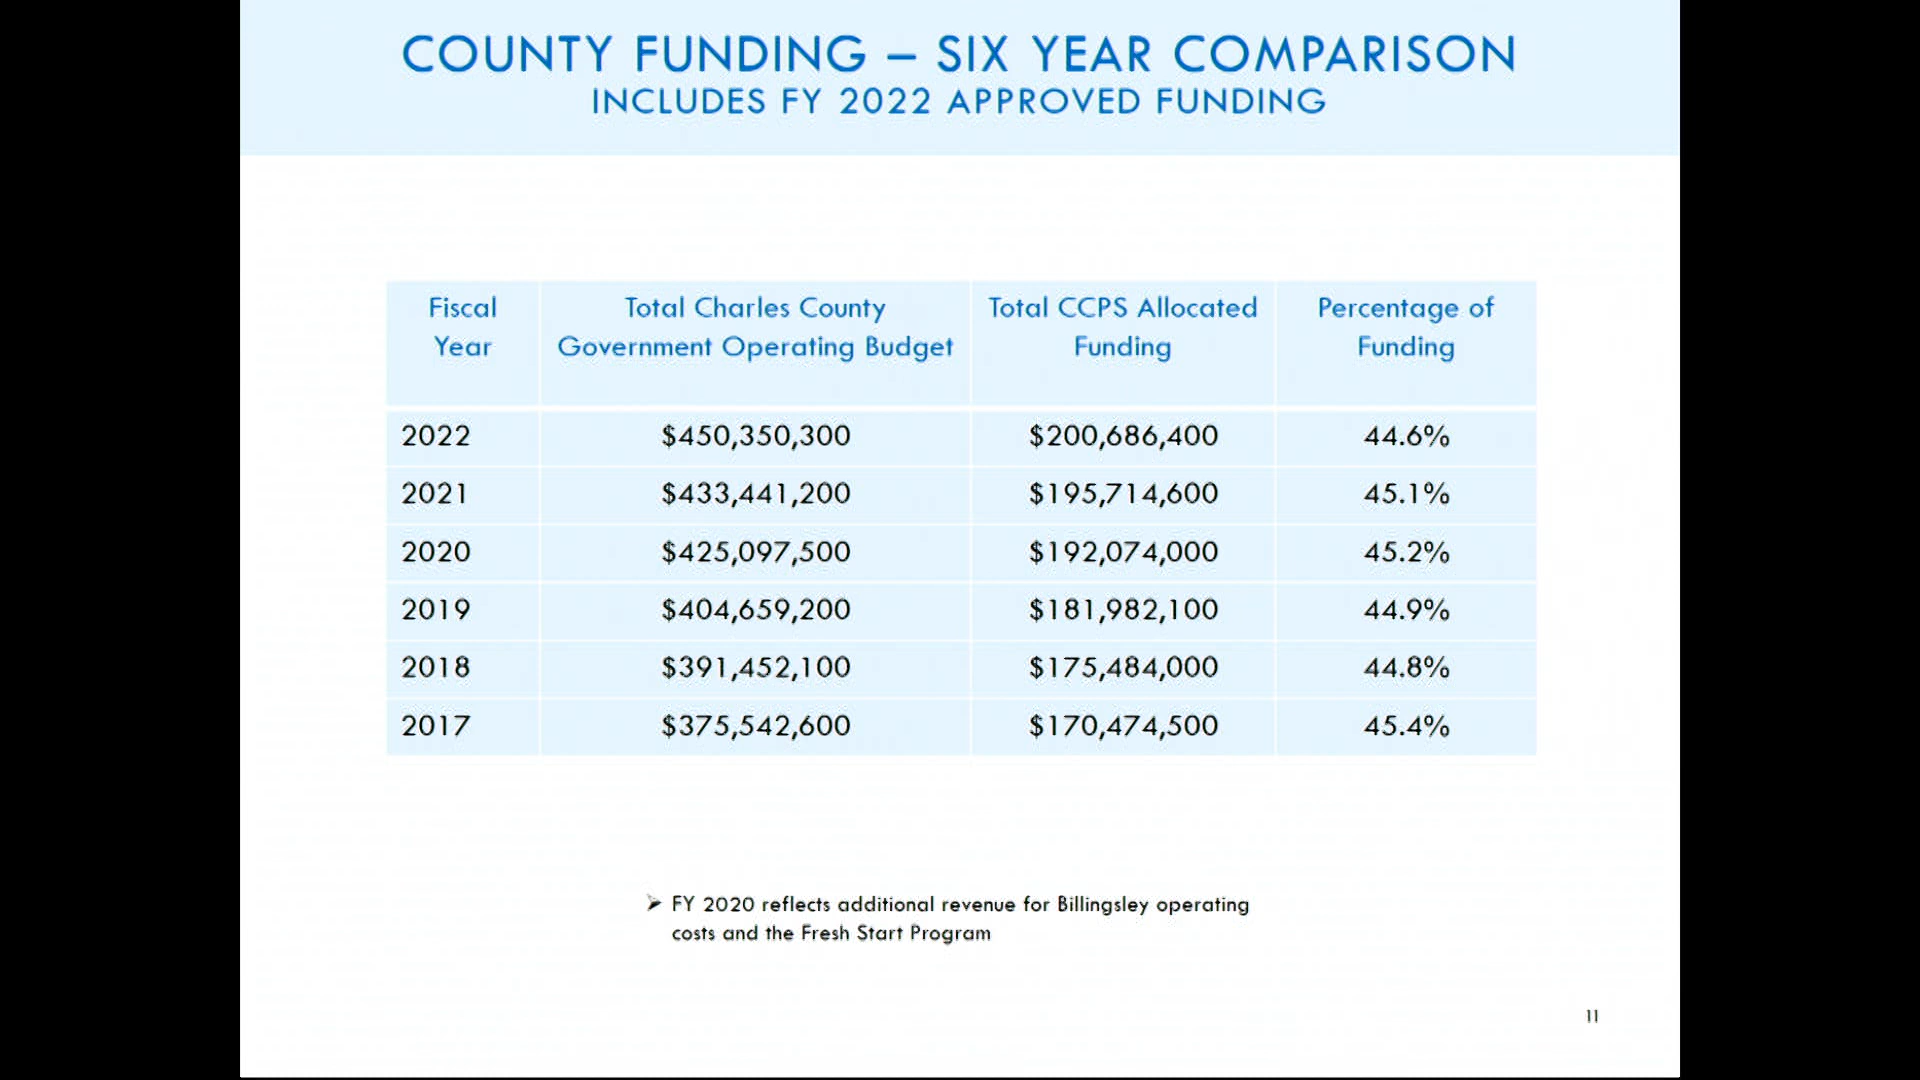 COUNTY FUNDING – SIX YEAR COMPARISON
INCLUDES FY 2022 APPROVED FUNDING
Fiscal Year Total Charles County Government Operating Budget Total CCPS Allocated Funding Percentage of Funding
2022 $450,350,300 $200,686,400 44.6%
2021 $433,441,200 $195,714,600 45.1%
2020 $425,097,500 $192,074,000 45.2%
2019 $404,659,200 $181,982,100 44.9%
2018 $391,452,100 $175,484,000 44.8%
2017 $375,542,600 $170,474,500 45.4%
➤ FY 2020 reflects additional revenue for Billingsley operating
costs and the Fresh Start Program
11